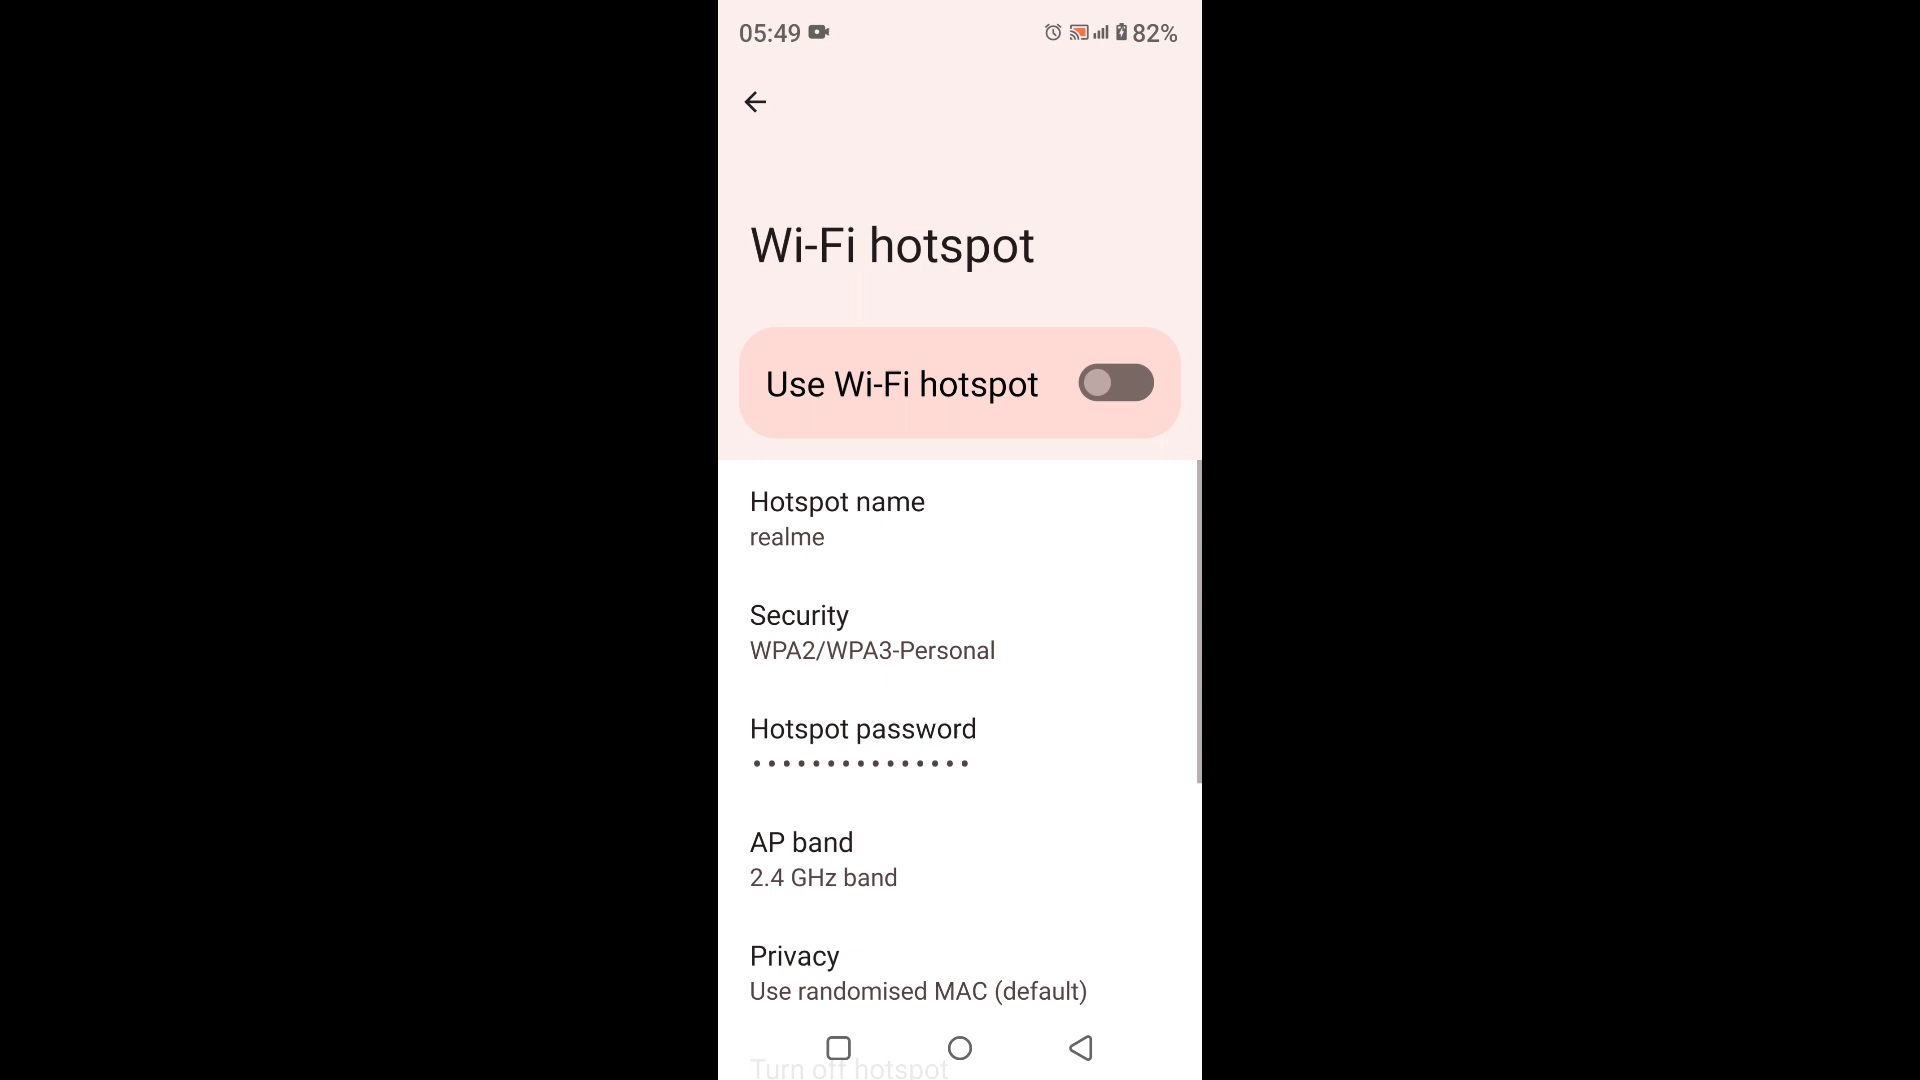 05:49 82%
Wi-Fi hotspot
Use Wi-Fi hotspot
Hotspot name
realme
Security
WPA2/WPA3-Personal
Hotspot password
•••••••••••••••
AP band
2.4 GHz band
Privacy
Use randomised MAC (default)
Turn off hotspot